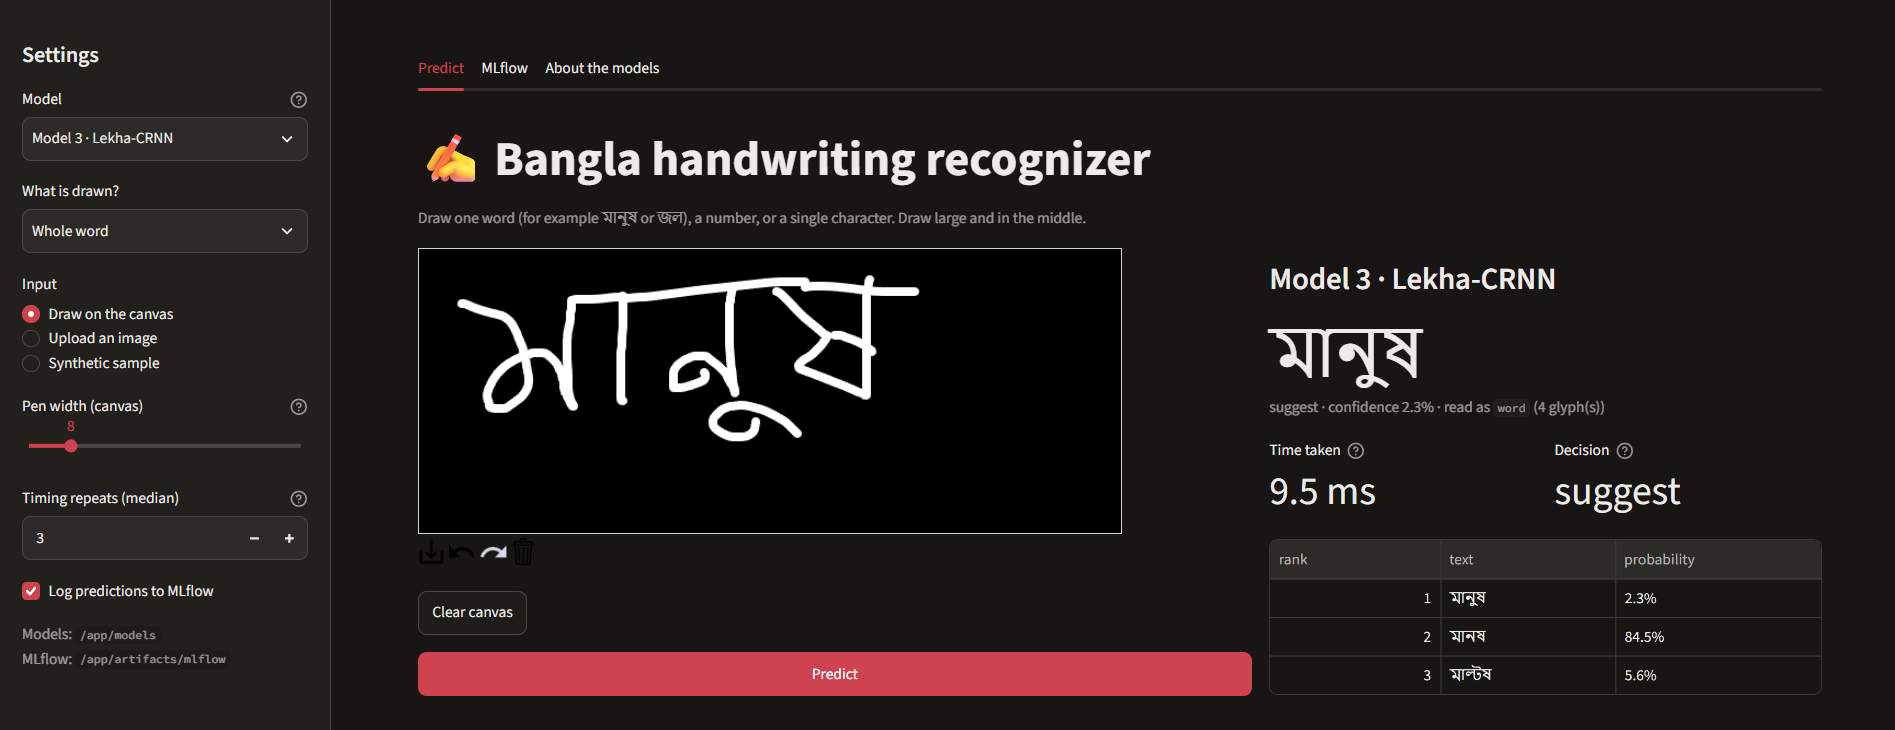 Settings
Model
Model 3 · Lekha-CRNN
What is drawn?
Whole word
Input
Draw on the canvas
Upload an image
Synthetic sample
Pen width (canvas)
8
Timing repeats (median)
3
Log predictions to MLflow
Models: /app/models
MLflow: /app/artifacts/mlflow
Predict MLflow About the models
Bangla handwriting recognizer
Draw one word (for example মানুষ or জল), a number, or a single character. Draw large and in the middle.
মানুষ
Clear canvas
Predict
Model 3 · Lekha-CRNN
মানুষ
suggest · confidence 2.3% · read as word (4 glyph(s))
Time taken Decision
9.5 ms suggest
rank text probability
1 মানুষ 2.3%
2 মানষ 84.5%
3 মাল্টষ 5.6%